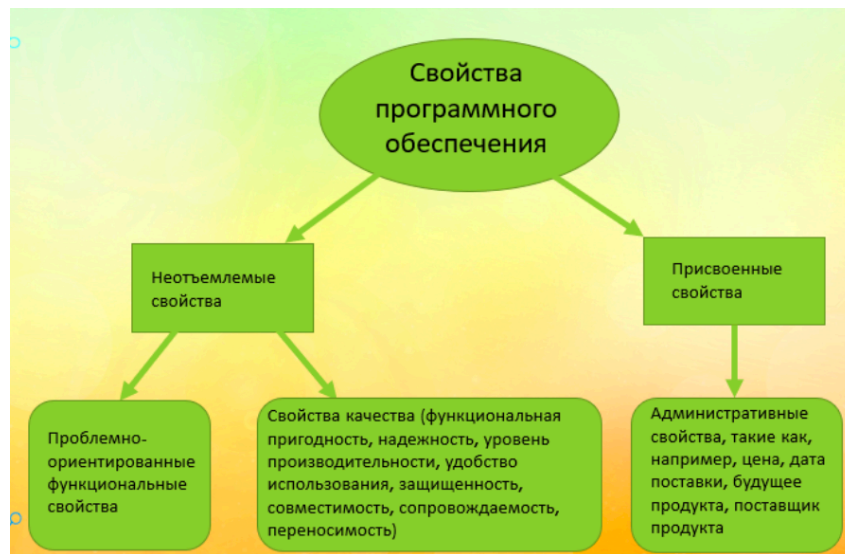 Свойства
программного
обеспечения
Неотъемлемые
свойства
Присвоенные
свойства
Проблемно-
ориентированные
функциональные
свойства
Свойства качества (функциональная
пригодность, надежность, уровень
производительности, удобство
использования, защищенность,
совместимость, сопровождаемость,
переносимость)
Административные
свойства, такие как,
например, цена, дата
поставки, будущее
продукта, поставщик
продукта